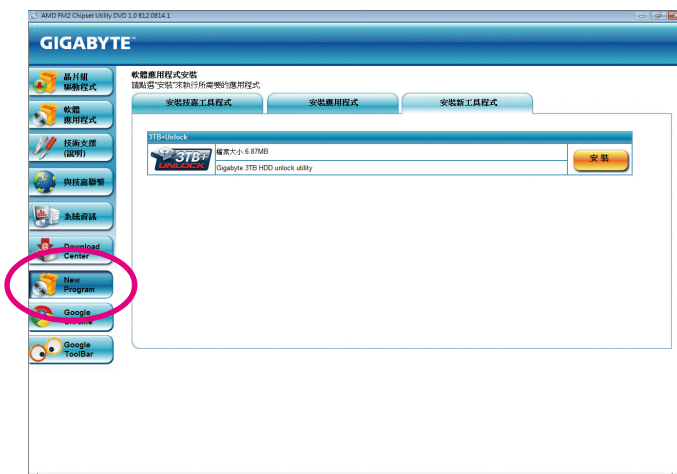 AMD FM2 Chipset Utility DVD 1.0 B12.0814.1
GIGABYTE™
晶片組
驅動程式
軟體
應用程式
技術支援
(說明)
與技嘉聯繫
系統資訊
Download
Center
New
Program
Google
Chrome
Google
ToolBar
軟體應用程式安裝
請點選"安裝"來執行所需要的應用程式
安裝技嘉工具程式
安裝應用程式
安裝新工具程式
3TB+Unlock
3TB+
UNLOCK
檔案大小:6.87MB
Gigabyte 3TB HDD unlock utility
安裝